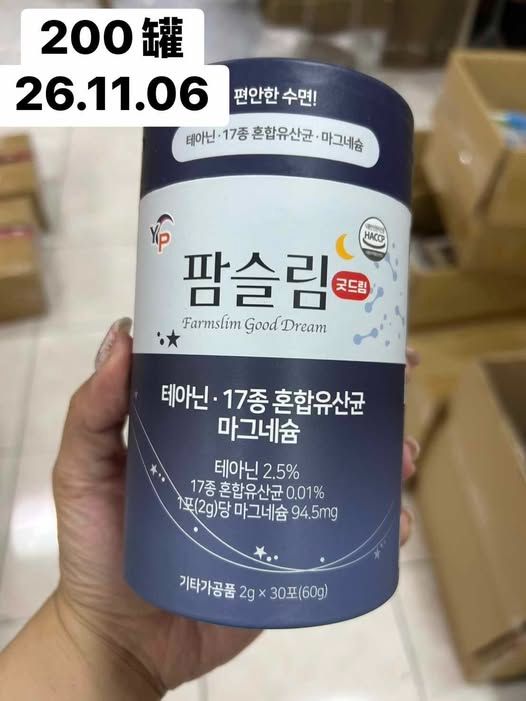 200罐
26.11.06
편안한 수면!
테아닌·17종 혼합유산균·마그네슘
YP
HACCP
팜슬림
굿드림
Farmslim Good Dream
테아닌·17종 혼합유산균
마그네슘
테아닌 2.5%
17종 혼합유산균 0.01%
1포(2g)당 마그네슘 94.5mg
기타가공품 2g × 30포(60g)